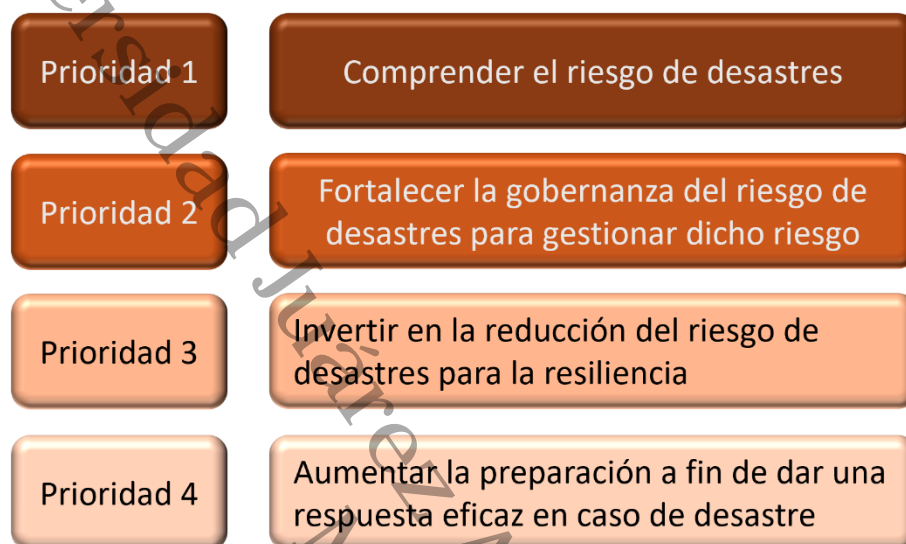 Prioridad 1
Comprender el riesgo de desastres
Prioridad 2
Fortalecer la gobernanza del riesgo de
desastres para gestionar dicho riesgo
Prioridad 3
Invertir en la reducción del riesgo de
desastres para la resiliencia
Prioridad 4
Aumentar la preparación a fin de dar una
respuesta eficaz en caso de desastre
Juárez